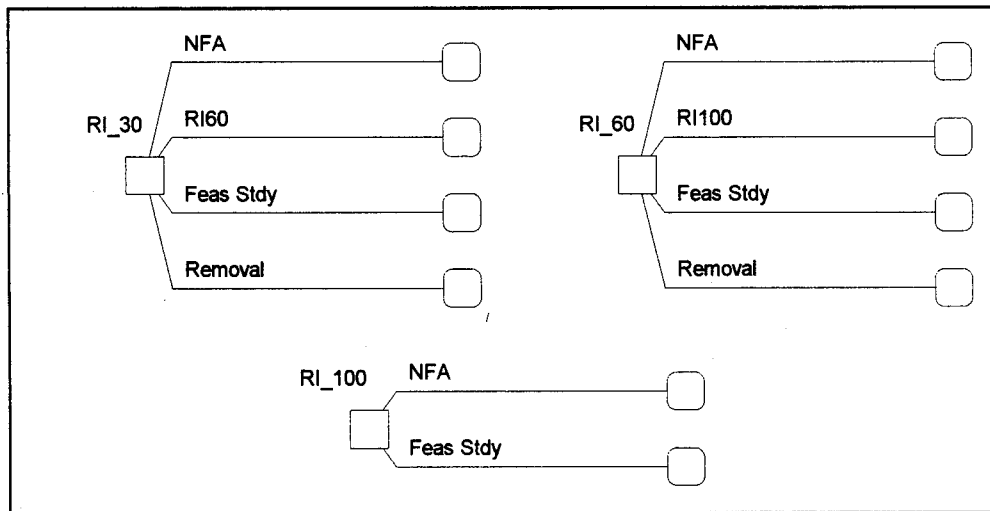 NFA
RI_30
RI60
Feas Stdy
Removal
NFA
RI_60
RI100
Feas Stdy
Removal
RI_100
NFA
Feas Stdy